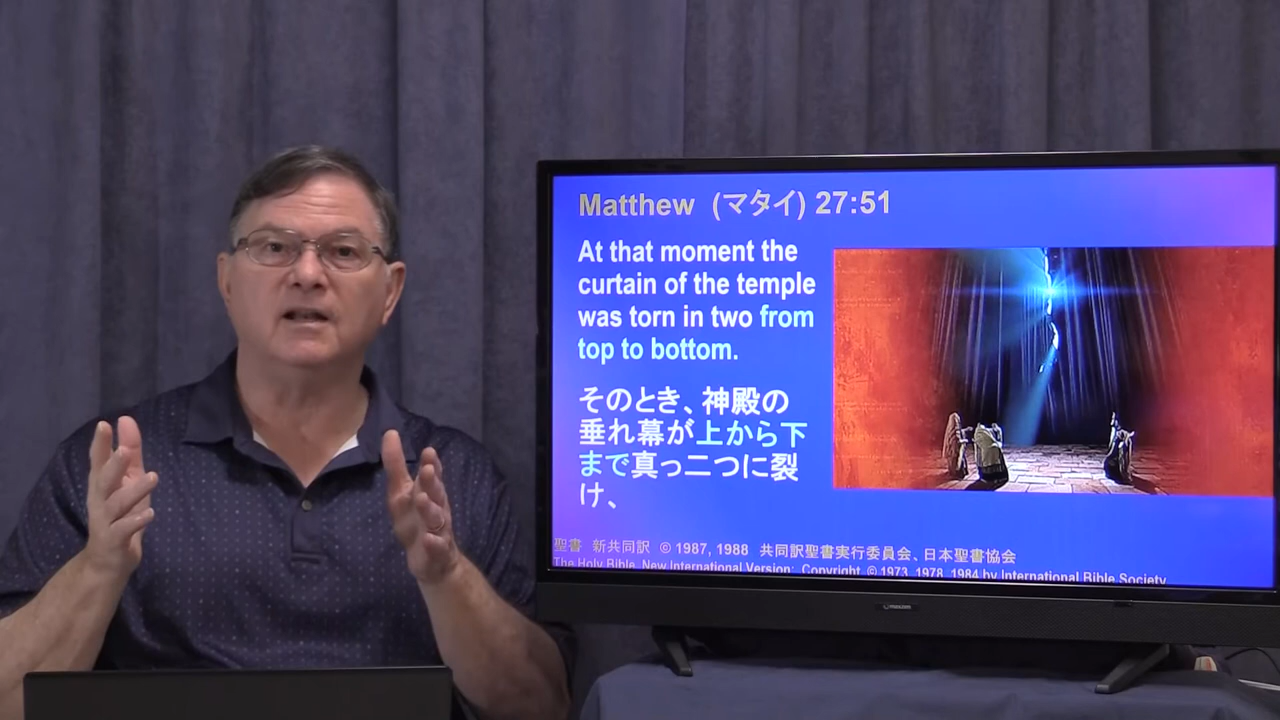 Matthew (マタイ) 27:51
At that moment the
curtain of the temple
was torn in two from
top to bottom.
そのとき、神殿の
垂れ幕が上から下
まで真っ二つに裂
け、
聖書 新共同訳 © 1987, 1988 共同訳聖書実行委員会、日本聖書協会
The Holy Bible, New International Version: Copyright © 1973, 1978, 1984 by International Bible Society